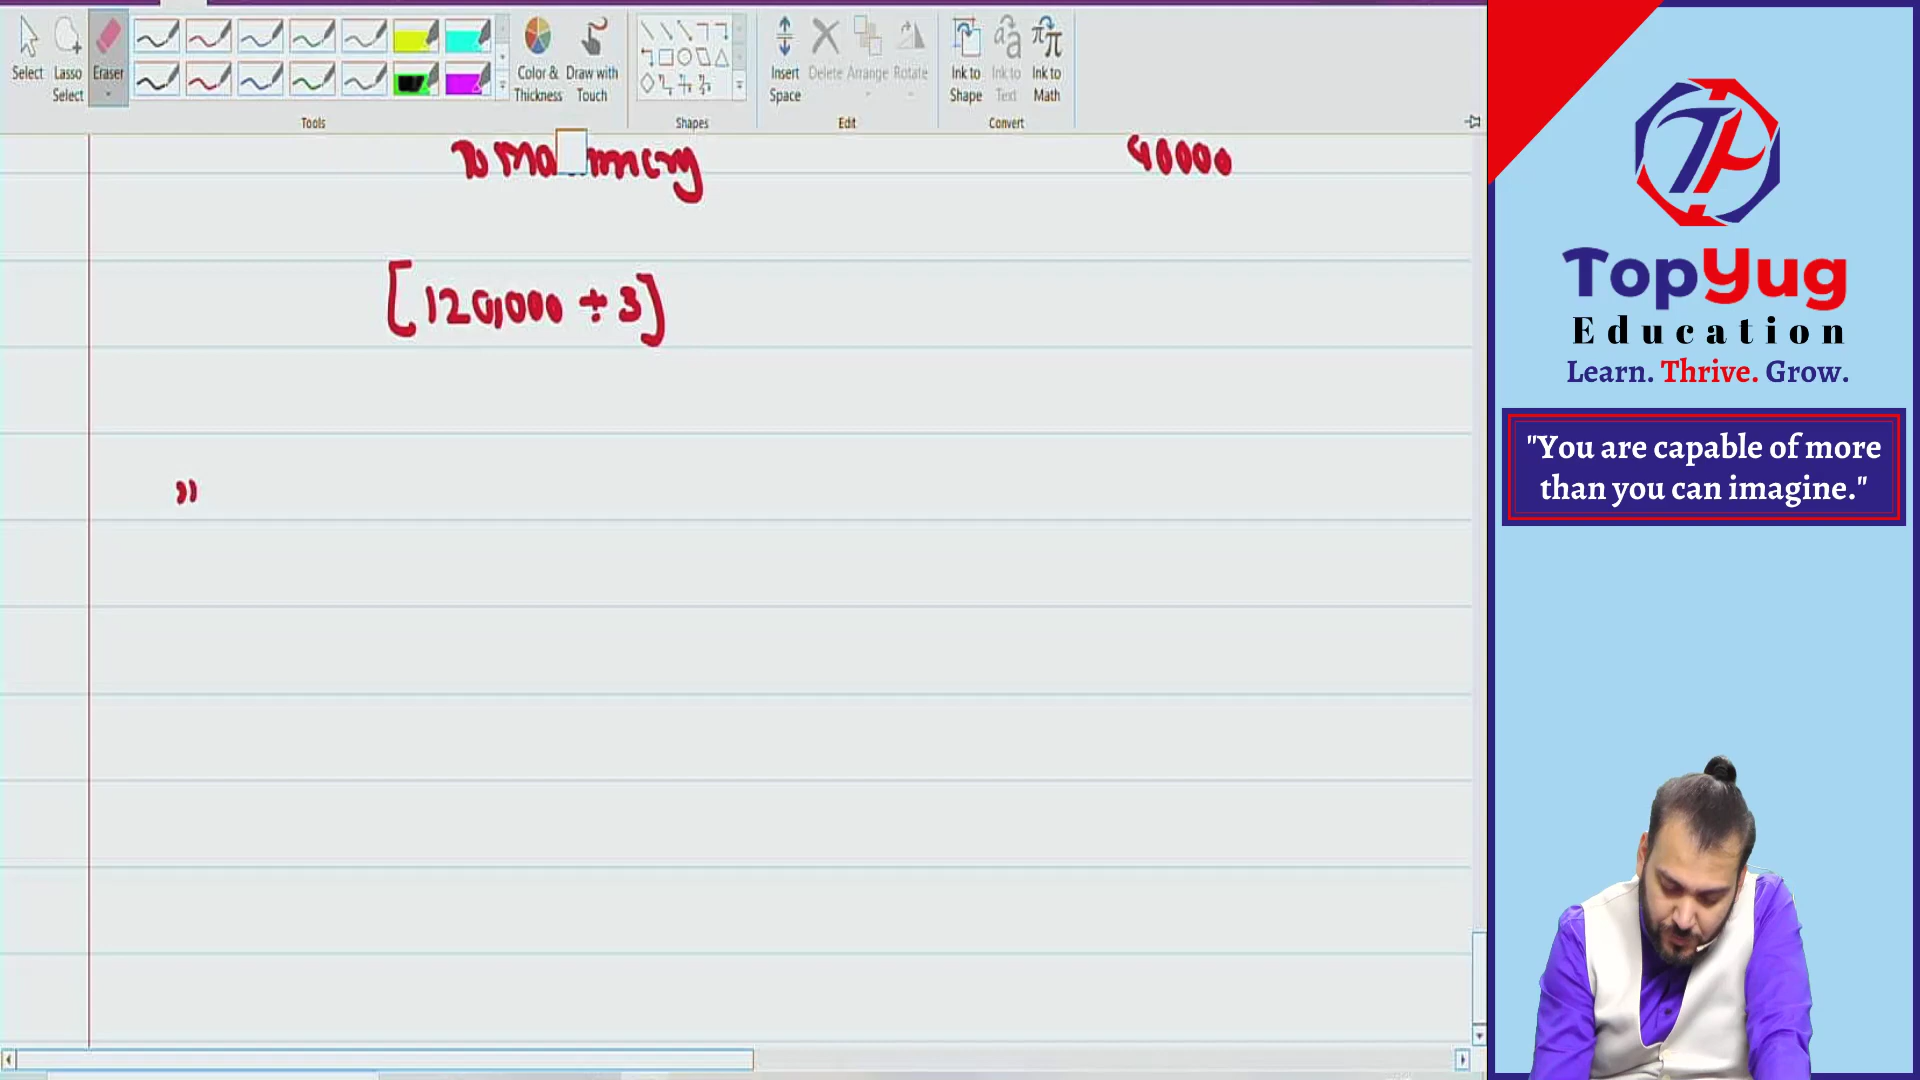 Select
Lasso Select
Eraser
Color & Thickness
Draw with Touch
Insert Space
Delete
Arrange
Rotate
Ink to Shape
Ink to Text
Ink to Math
Tools
Shapes
Edit
Convert
To
40000
[120,000 ÷ 3]
"
TopYug
Education
Learn. Thrive. Grow.
"You are capable of more
than you can imagine."